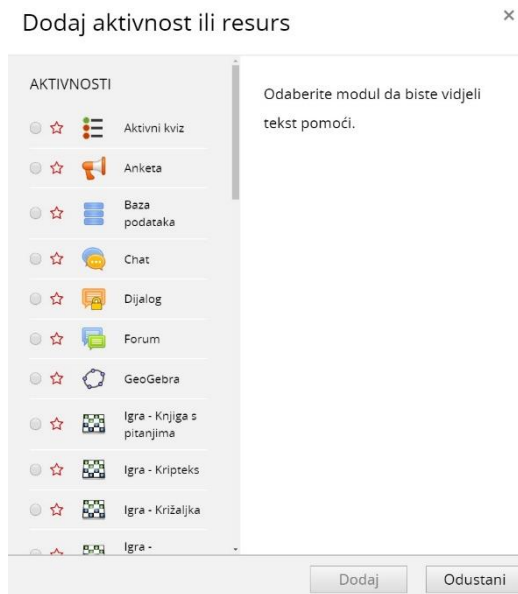 Dodaj aktivnost ili resurs
×
AKTIVNOSTI
Aktivni kviz
Anketa
Baza
podataka
Chat
Dijalog
Forum
GeoGebra
Igra - Knjiga s
pitanjima
Igra - Kripteks
Igra - Križaljka
Igra -
Odaberite modul da biste vidjeli
tekst pomoći.
Dodaj
Odustani